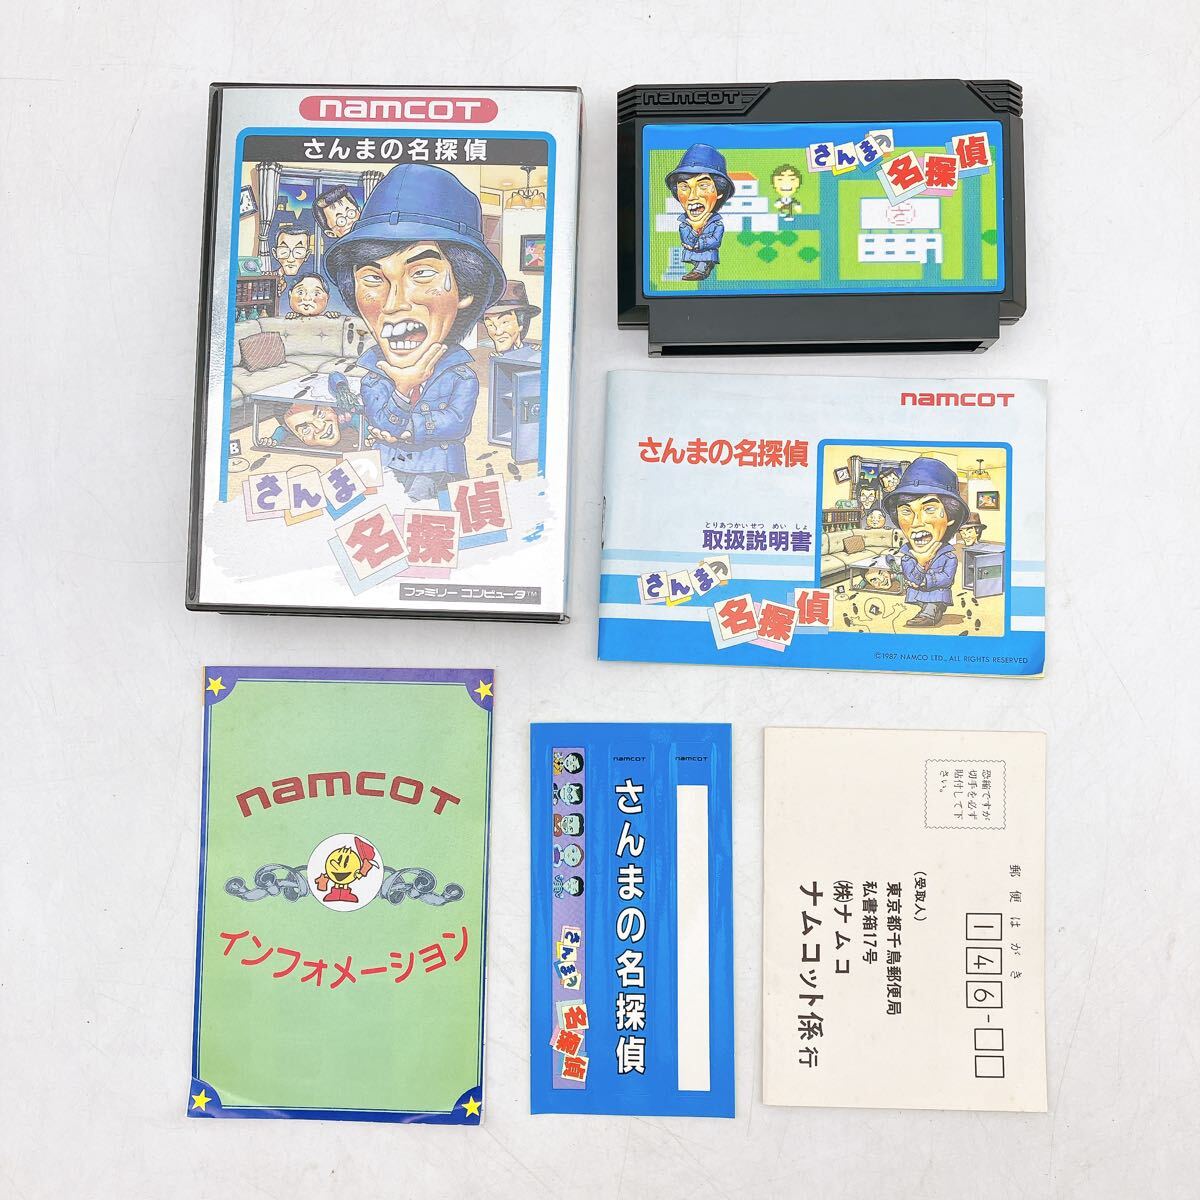 namcoT
さんまの名探偵
さんまの
名探偵
ファミリー コンピュータ™
namcoT
さんまの
名探偵
namcoT
さんまの名探偵
とりあつかいせつ めい しょ
取扱説明書
さんまの
名探偵
©1987 NAMCO LTD., ALL RIGHTS RESERVED
namcoT
インフォメーション
namcoT
namcoT
さんまの名探偵
さんまの
名探偵
恐縮ですが
切手を必ず
貼付して下
さい。
郵便はがき
146-
(受取人)
東京都千鳥郵便局
私書箱17号
(株)ナムコ
ナムコット係 行